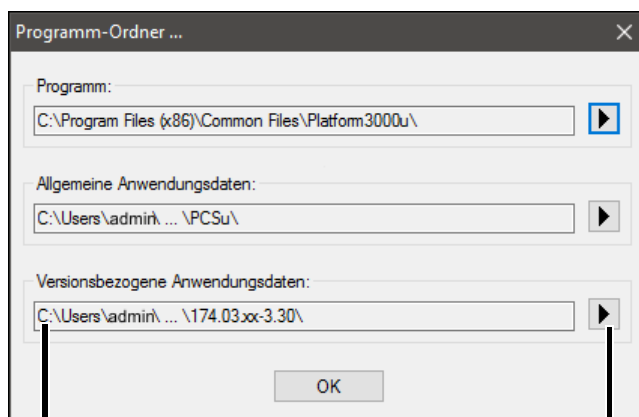 Programm-Ordner ...
Programm:
C:\Program Files (x86)\Common Files\Platform3000u\
Allgemeine Anwendungsdaten:
C:\Users\admin\ ... \PCSu\
Versionsbezogene Anwendungsdaten:
C:\Users\admin\ ... \174.03.xx-3.30\
OK